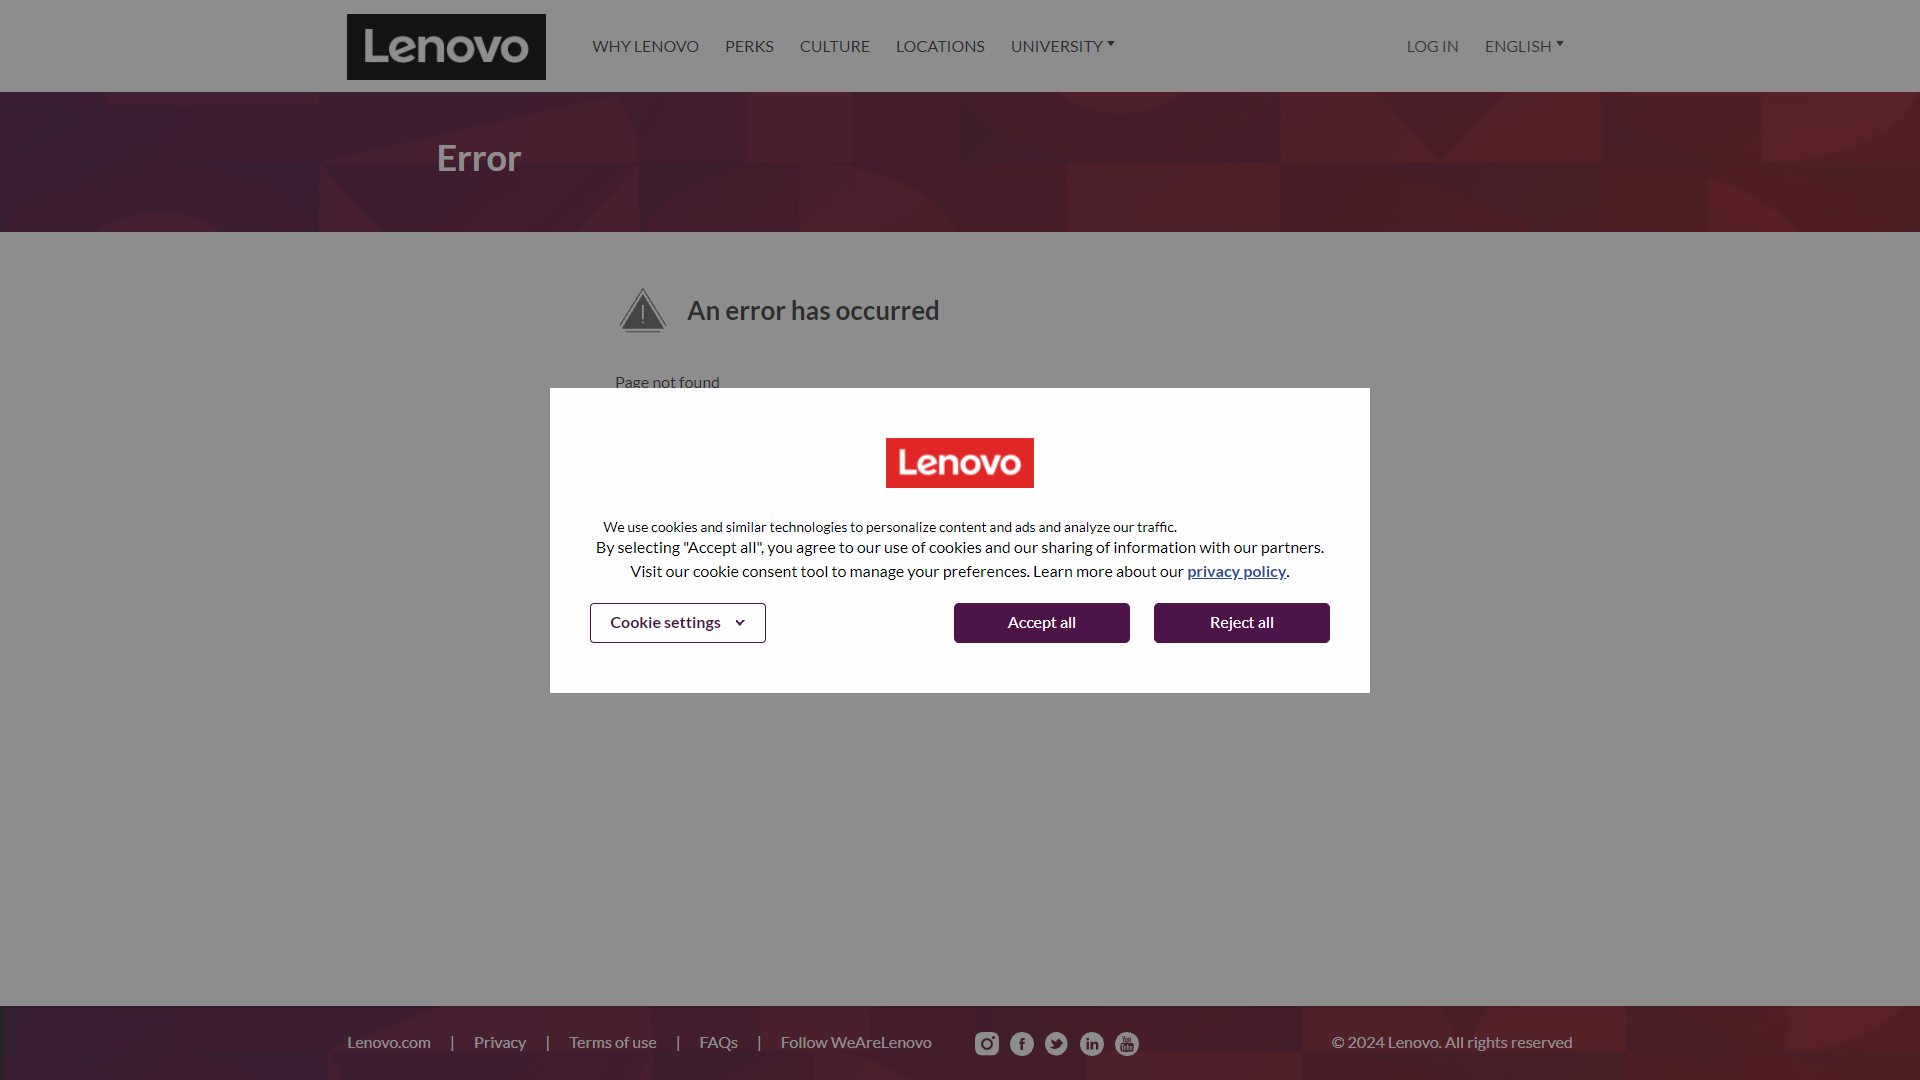 Lenovo
WHY LENOVO PERKS CULTURE LOCATIONS UNIVERSITY LOG IN ENGLISH
Error
An error has occurred
Page not found
Lenovo
We use cookies and similar technologies to personalize content and ads and analyze our traffic.
By selecting "Accept all", you agree to our use of cookies and our sharing of information with our partners.
Visit our cookie consent tool to manage your preferences. Learn more about our privacy policy.
Cookie settings Accept all Reject all
Lenovo.com | Privacy | Terms of use | FAQs | Follow WeAreLenovo © 2024 Lenovo. All rights reserved